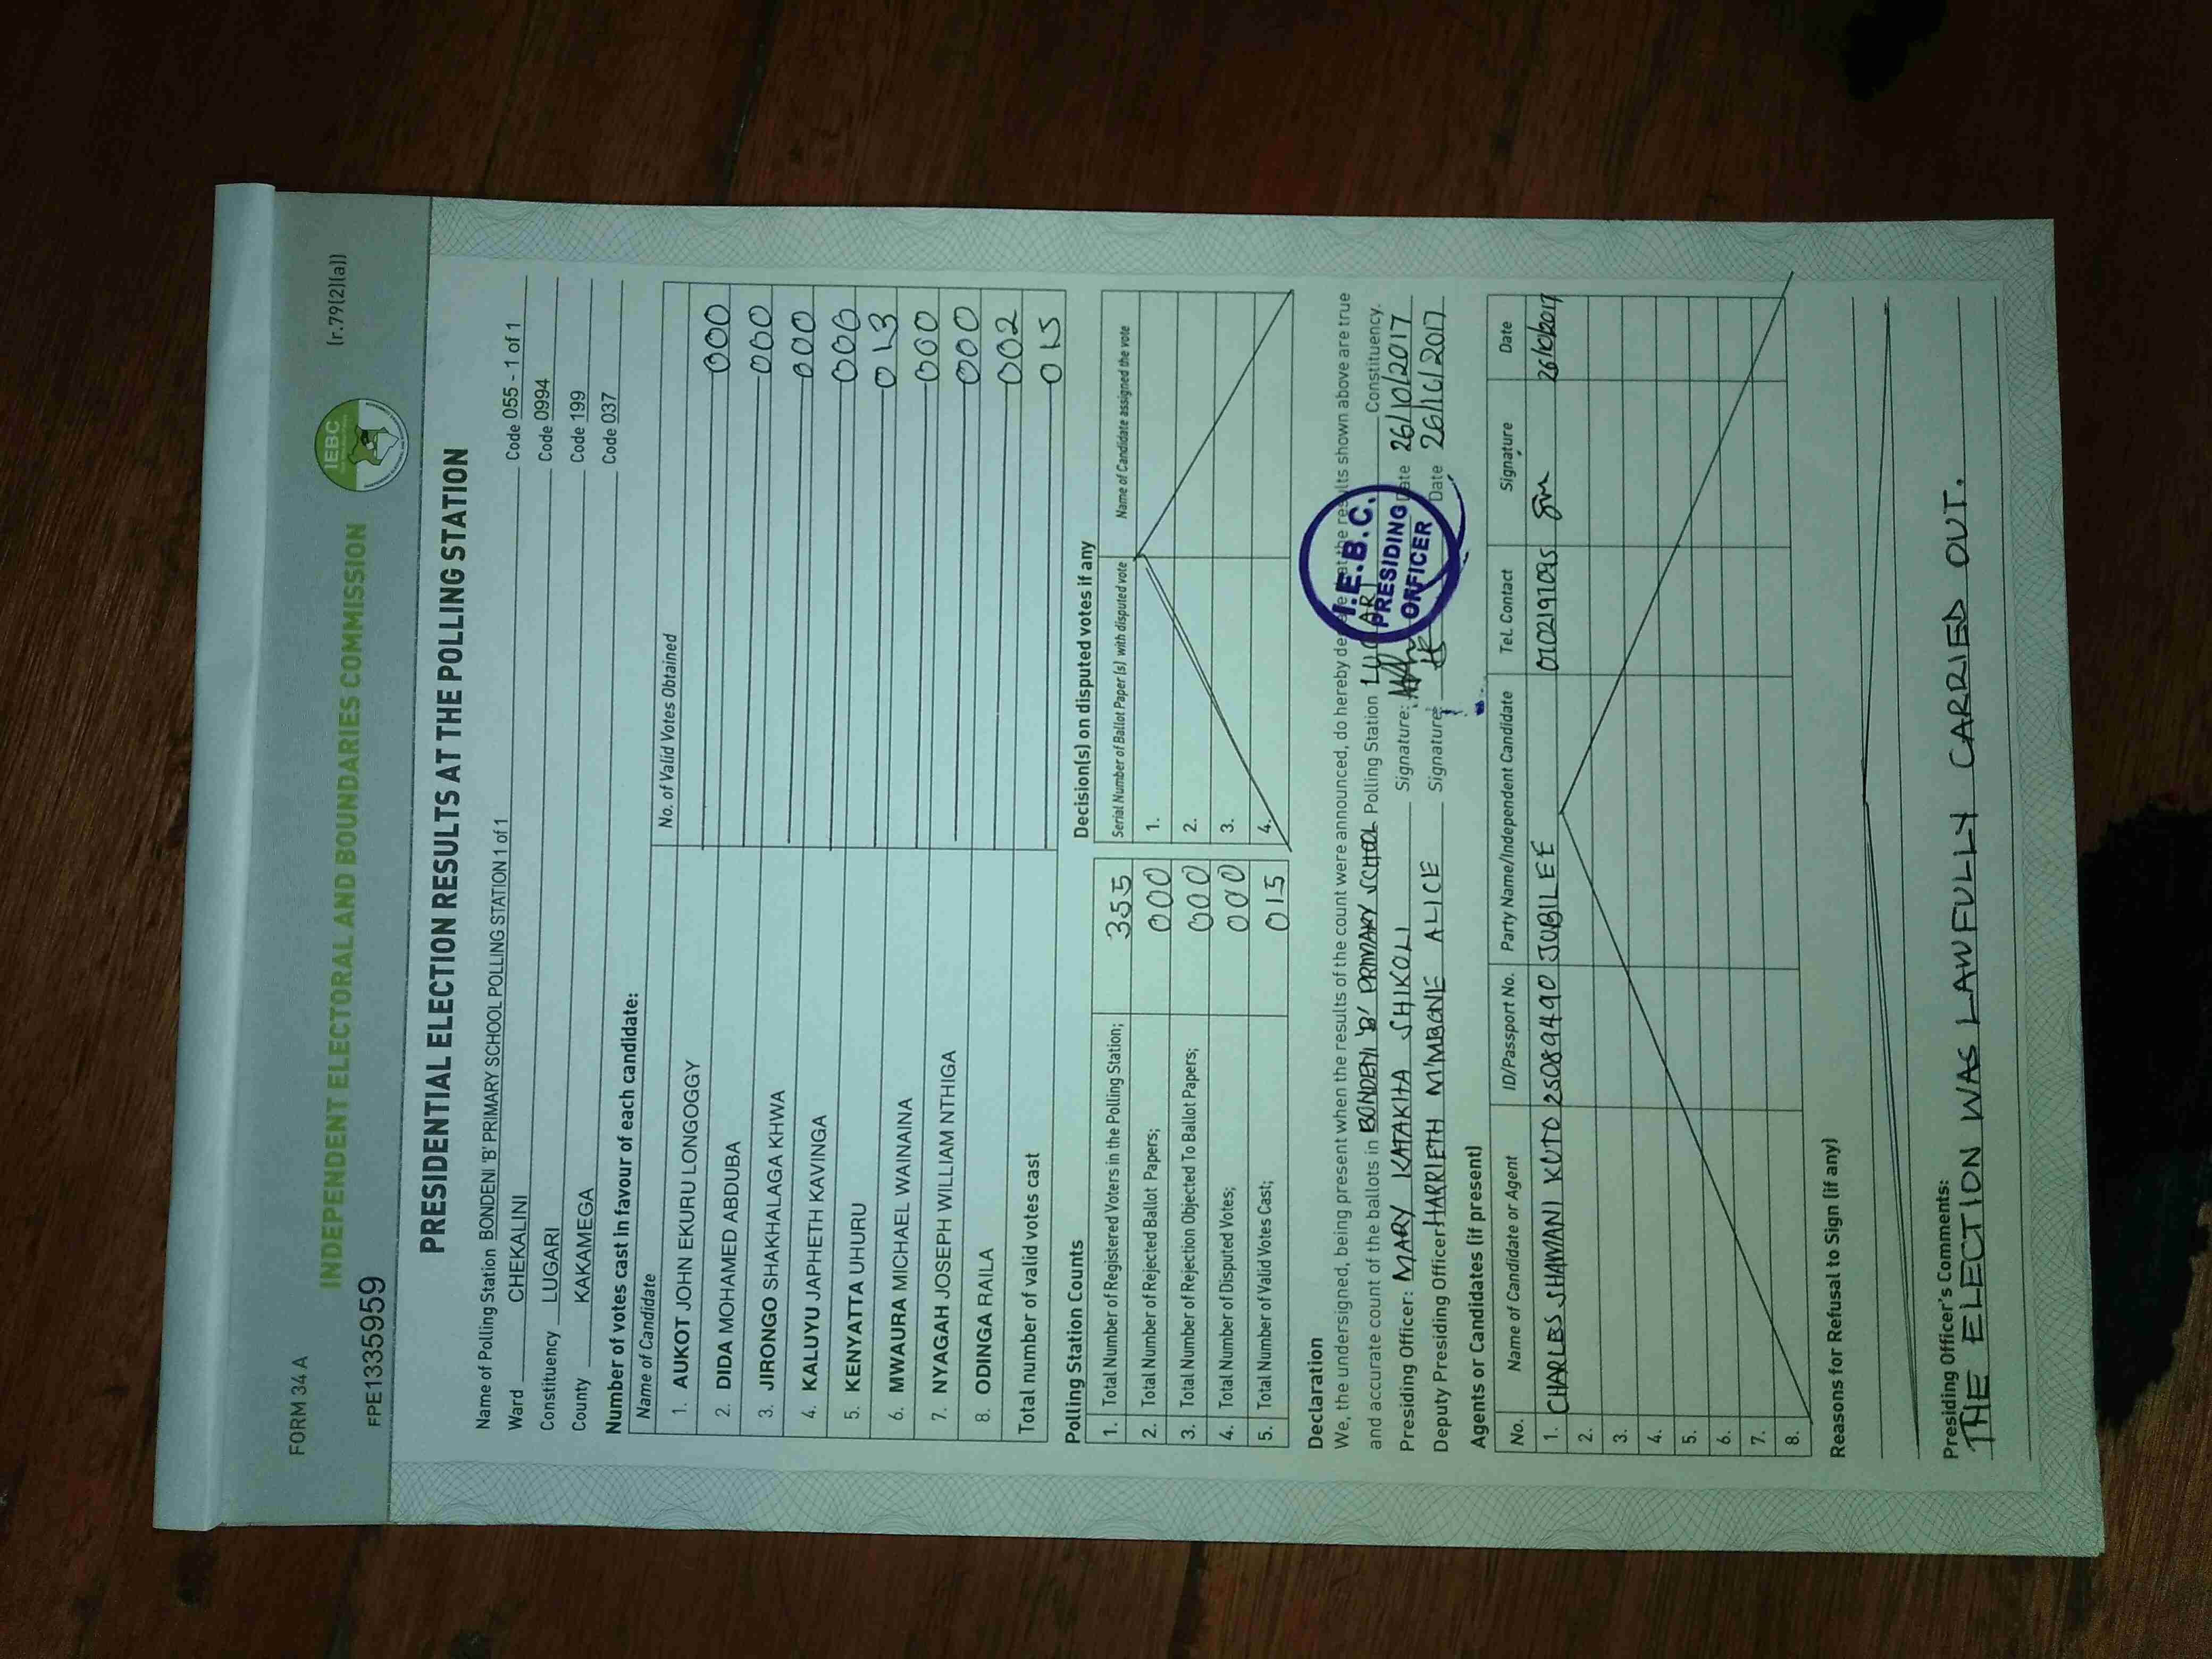 FORM 34 A
(r.79(2)(a))
INDEPENDENT ELECTORAL AND BOUNDARIES COMMISSION
IEBC
FPE1335959
PRESIDENTIAL ELECTION RESULTS AT THE POLLING STATION
Name of Polling Station BONDENI 'B' PRIMARY SCHOOL POLLING STATION 1 of 1 Code 055 - 1 of 1
Ward CHEKALINI Code 0994
Constituency LUGARI Code 199
County KAKAMEGA Code 037
Number of votes cast in favour of each candidate:
Name of Candidate No. of Valid Votes Obtained
1. AUKOT JOHN EKURU LONGOGGY 000
2. DIDA MOHAMED ABDUBA 000
3. JIRONGO SHAKHALAGA KHWA 000
4. KALUYU JAPHETH KAVINGA 000
5. KENYATTA UHURU 013
6. MWAURA MICHAEL WAINAINA 000
7. NYAGAH JOSEPH WILLIAM NTHIGA 000
8. ODINGA RAILA 002
Total number of valid votes cast 015
Polling Station Counts
1. Total Number of Registered Voters in the Polling Station; 355
2. Total Number of Rejected Ballot Papers; 000
3. Total Number of Rejection Objected To Ballot Papers; 000
4. Total Number of Disputed Votes; 000
5. Total Number of Valid Votes Cast; 015
Decision(s) on disputed votes if any
Serial Number of Ballot Paper (s) with disputed vote Name of Candidate assigned the vote
1.
2.
3.
4.
Declaration
We, the undersigned, being present when the results of the count were announced, do hereby declare that the results shown above are true
and accurate count of the ballots in BONDENI 'B' PRIMARY SCHOOL Polling Station LUGARI Constituency.
Presiding Officer: MARY KATAKITA SHIKOLI Signature: Date 26/10/2017
Deputy Presiding Officer: HARRIETH M'MBONE ALICE Signature: Date 26/10/2017
I.E.B.C.
PRESIDING
OFFICER
Agents or Candidates (if present)
No. Name of Candidate or Agent ID/Passport No. Party Name/Independent Candidate Tel. Contact Signature Date
1. CHARLES SHAMINI KUTO 25089490 JUBILEE 0702191095 26/10/2017
2.
3.
4.
5.
6.
7.
8.
Reasons for Refusal to Sign (if any)
Presiding Officer's Comments:
THE ELECTION WAS LAWFULLY CARRIED OUT.